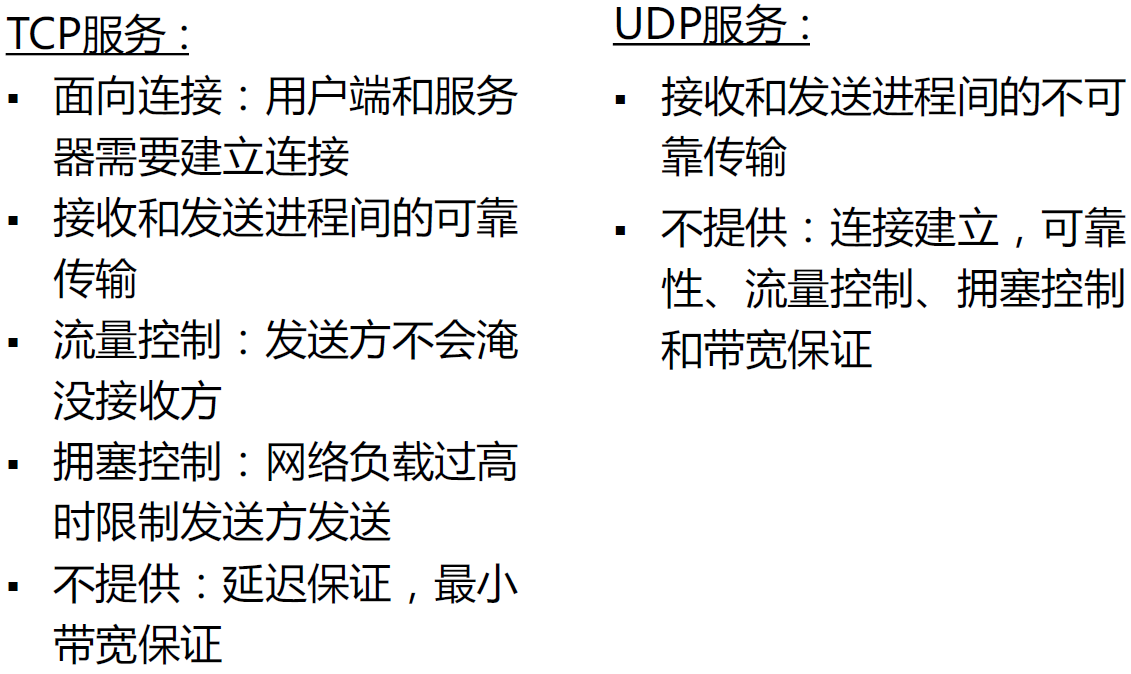 TCP服务：
▪ 面向连接：用户端和服务
器需要建立连接
▪ 接收和发送进程间的可靠
传输
▪ 流量控制：发送方不会淹
没接收方
▪ 拥塞控制：网络负载过高
时限制发送方发送
▪ 不提供：延迟保证，最小
带宽保证
UDP服务：
▪ 接收和发送进程间的不可
靠传输
▪ 不提供：连接建立，可靠
性、流量控制、拥塞控制
和带宽保证